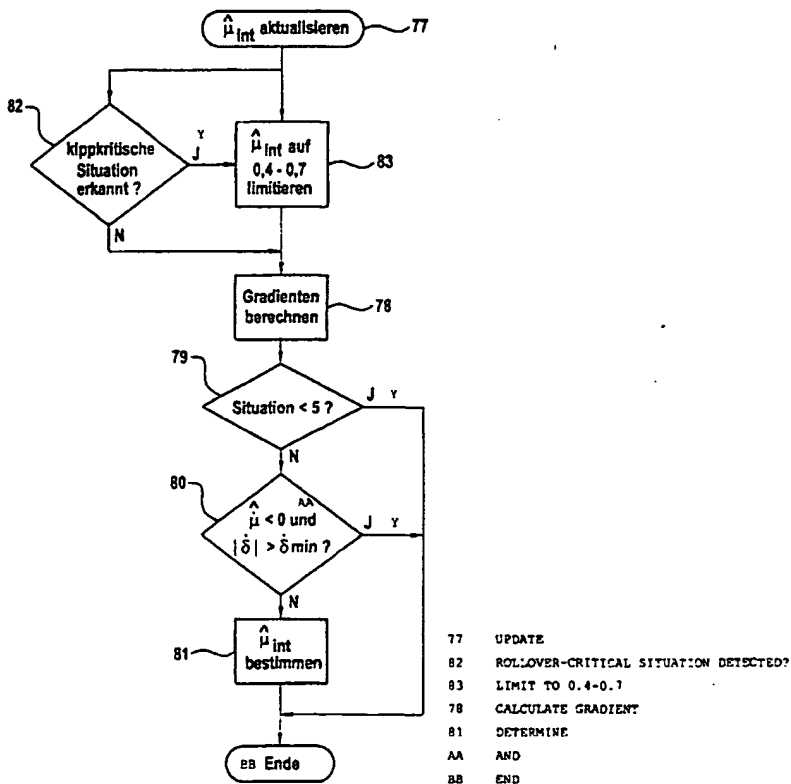 μ̂ int aktualisieren
77
82
kippkritische
Situation
erkannt ?
Y
J
μ̂ int auf
0,4 - 0,7
limitieren
83
N
Gradienten
berechnen
78
79
Situation < 5 ?
J Y
N
80
AA
μ̂̇ < 0 und
| δ̇ | > δ̇ min ?
J Y
N
81
μ̂ int
bestimmen
BB Ende
77 UPDATE
82 ROLLOVER-CRITICAL SITUATION DETECTED?
83 LIMIT TO 0.4-0.7
78 CALCULATE GRADIENT
81 DETERMINE
AA AND
BB END